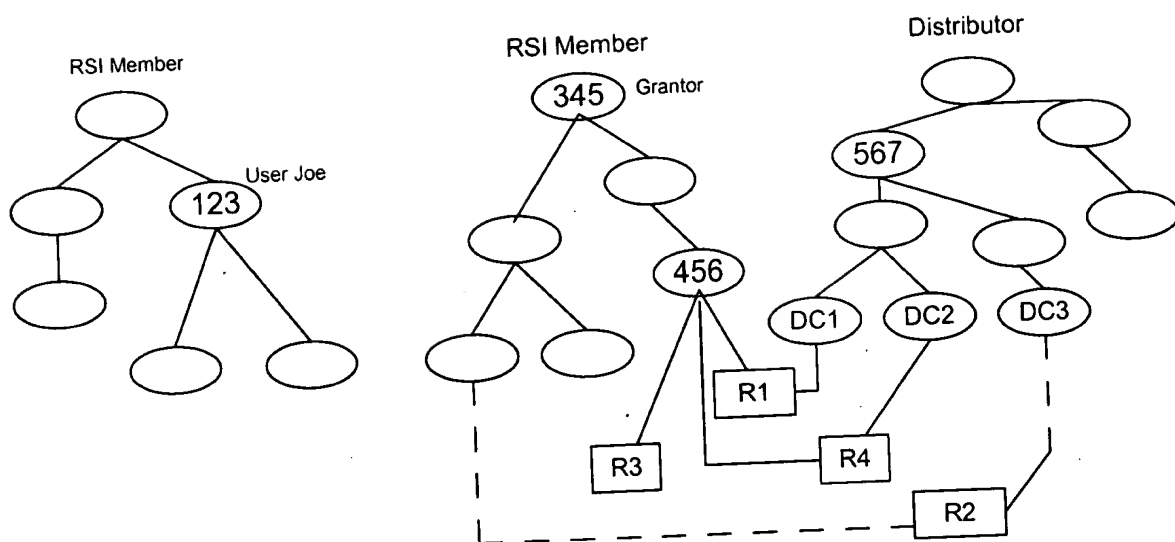 RSI Member
RSI Member
Distributor
345
Grantor
User Joe
123
567
456
DC1
DC2
DC3
R1
R3
R4
R2